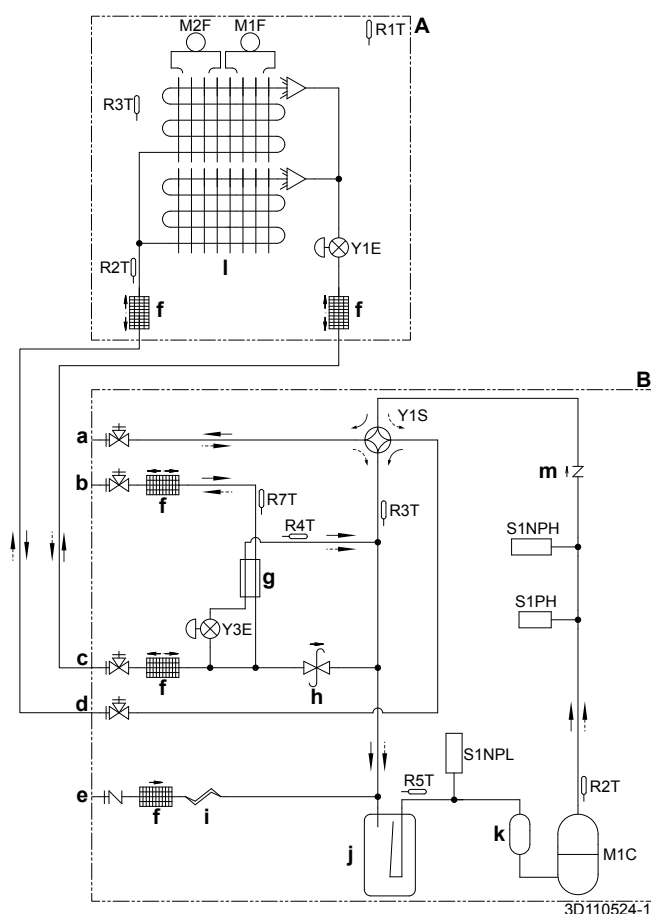 M2F M1F
R1T A
R3T
Y1E
R2T l
f f
B
Y1S
a
m
b
f R7T R3T
S1NPH
R4T
g
S1PH
Y3E
c
f h
d
S1NPL
R5T
R2T
e
f i
k
j
M1C
3D110524-1